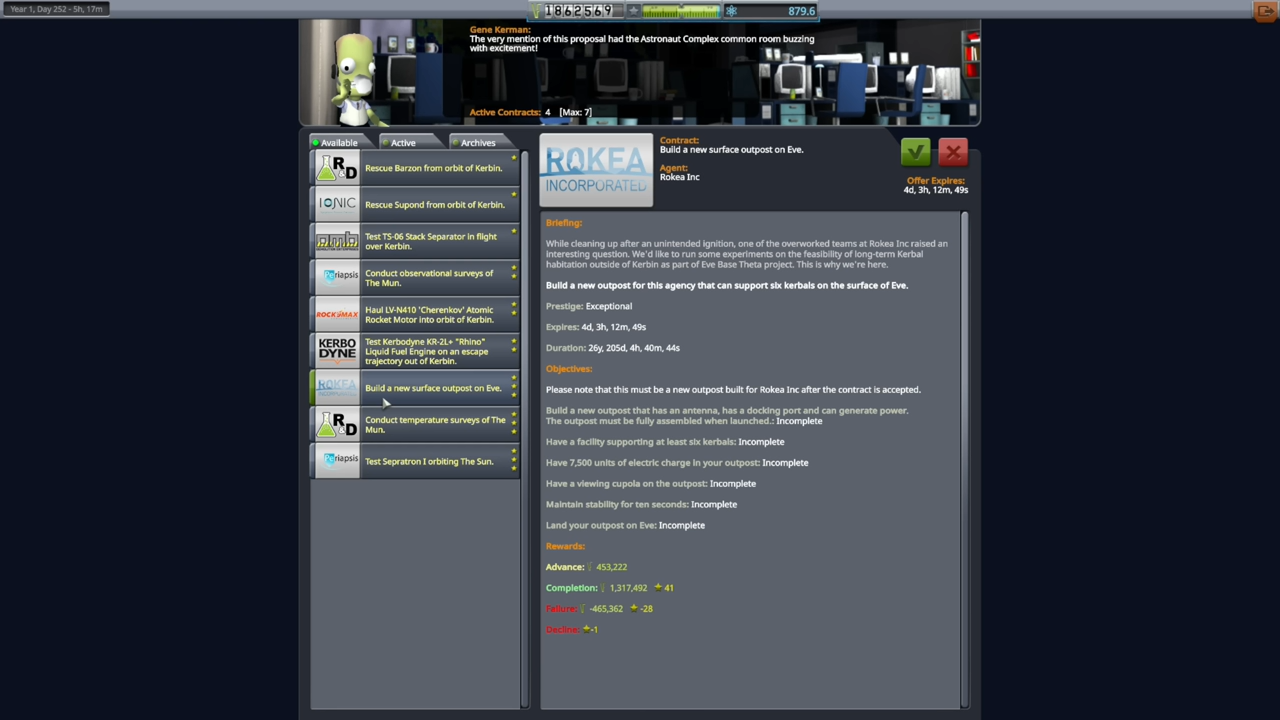 Year 1, Day 252 - 5h, 17m
1862569
879.6
Gene Kerman:
The very mention of this proposal had the Astronaut Complex common room buzzing
with excitement!
Active Contracts: 4 [Max: 7]
Available
Active
Archives
R&D
Rescue Barzon from orbit of Kerbin.
IONIC
Rescue Supond from orbit of Kerbin.
Test TS-06 Stack Separator in flight
over Kerbin.
Periapsis
Conduct observational surveys of
The Mun.
ROCKOMAX
Haul LV-N410 'Cherenkov' Atomic
Rocket Motor into orbit of Kerbin.
KERBO
DYNE
Test Kerbodyne KR-2L+ "Rhino"
Liquid Fuel Engine on an escape
trajectory out of Kerbin.
ROKEA
INCORPORATED
Build a new surface outpost on Eve.
R&D
Conduct temperature surveys of The
Mun.
Periapsis
Test Sepratron I orbiting The Sun.
ROKEA
INCORPORATED
Contract:
Build a new surface outpost on Eve.
Agent:
Rokea Inc
Offer Expires:
4d, 3h, 12m, 49s
Briefing:
While cleaning up after an unintended ignition, one of the overworked teams at Rokea Inc raised an
interesting question. We'd like to run some experiments on the feasibility of long-term Kerbal
habitation outside of Kerbin as part of Eve Base Theta project. This is why we're here.
Build a new outpost for this agency that can support six kerbals on the surface of Eve.
Prestige: Exceptional
Expires: 4d, 3h, 12m, 49s
Duration: 26y, 205d, 4h, 40m, 44s
Objectives:
Please note that this must be a new outpost built for Rokea Inc after the contract is accepted.
Build a new outpost that has an antenna, has a docking port and can generate power.
The outpost must be fully assembled when launched.: Incomplete
Have a facility supporting at least six kerbals: Incomplete
Have 7,500 units of electric charge in your outpost: Incomplete
Have a viewing cupola on the outpost: Incomplete
Maintain stability for ten seconds: Incomplete
Land your outpost on Eve: Incomplete
Rewards:
Advance: 453,222
Completion: 1,317,492 41
Failure: -465,362 -28
Decline: -1